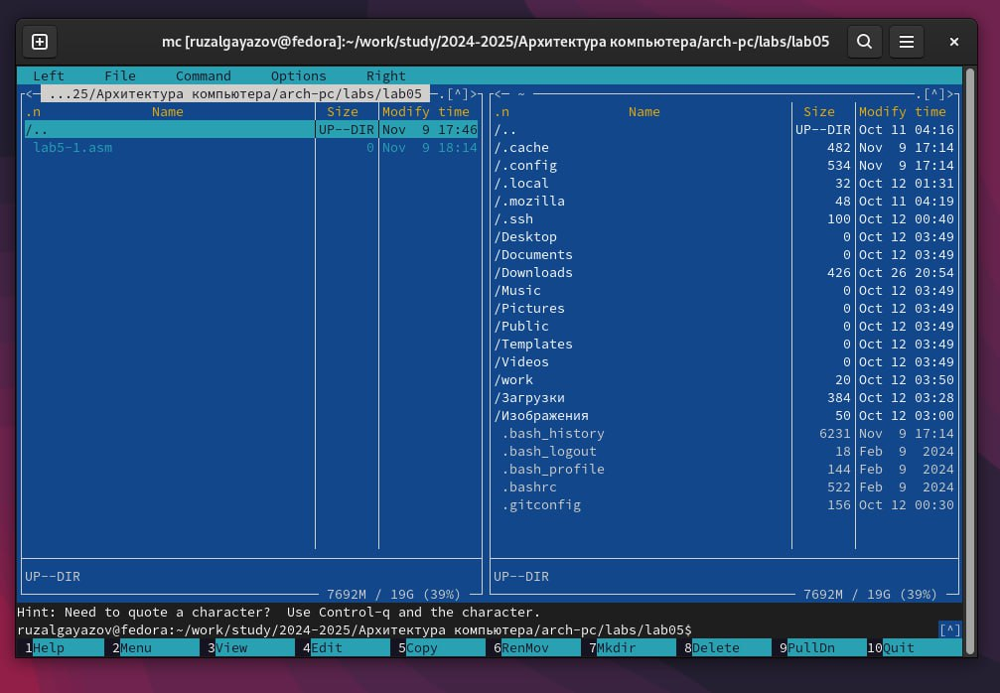 mc [ruzalgayazov@fedora]:~/work/study/2024-2025/Архитектура компьютера/arch-pc/labs/lab05
Left File Command Options Right
<─ ...25/Архитектура компьютера/arch-pc/labs/lab05 ─.[^]>
.n Name Size Modify time
/.. UP--DIR Nov 9 17:46
lab5-1.asm 0 Nov 9 18:14
UP--DIR
7692M / 19G (39%)
<─ ~ ─.[^]>
.n Name Size Modify time
/.. UP--DIR Oct 11 04:16
/.cache 482 Nov 9 17:14
/.config 534 Nov 9 17:14
/.local 32 Oct 12 01:31
/.mozilla 48 Oct 11 04:19
/.ssh 100 Oct 12 00:40
/Desktop 0 Oct 12 03:49
/Documents 0 Oct 12 03:49
/Downloads 426 Oct 26 20:54
/Music 0 Oct 12 03:49
/Pictures 0 Oct 12 03:49
/Public 0 Oct 12 03:49
/Templates 0 Oct 12 03:49
/Videos 0 Oct 12 03:49
/work 20 Oct 12 03:50
/Загрузки 384 Oct 12 03:28
/Изображения 50 Oct 12 03:00
.bash_history 6231 Nov 9 17:14
.bash_logout 18 Feb 9 2024
.bash_profile 144 Feb 9 2024
.bashrc 522 Feb 9 2024
.gitconfig 156 Oct 12 00:30
UP--DIR
7692M / 19G (39%)
Hint: Need to quote a character? Use Control-q and the character.
ruzalgayazov@fedora:~/work/study/2024-2025/Архитектура компьютера/arch-pc/labs/lab05$ [^]
1Help 2Menu 3View 4Edit 5Copy 6RenMov 7Mkdir 8Delete 9PullDn 10Quit